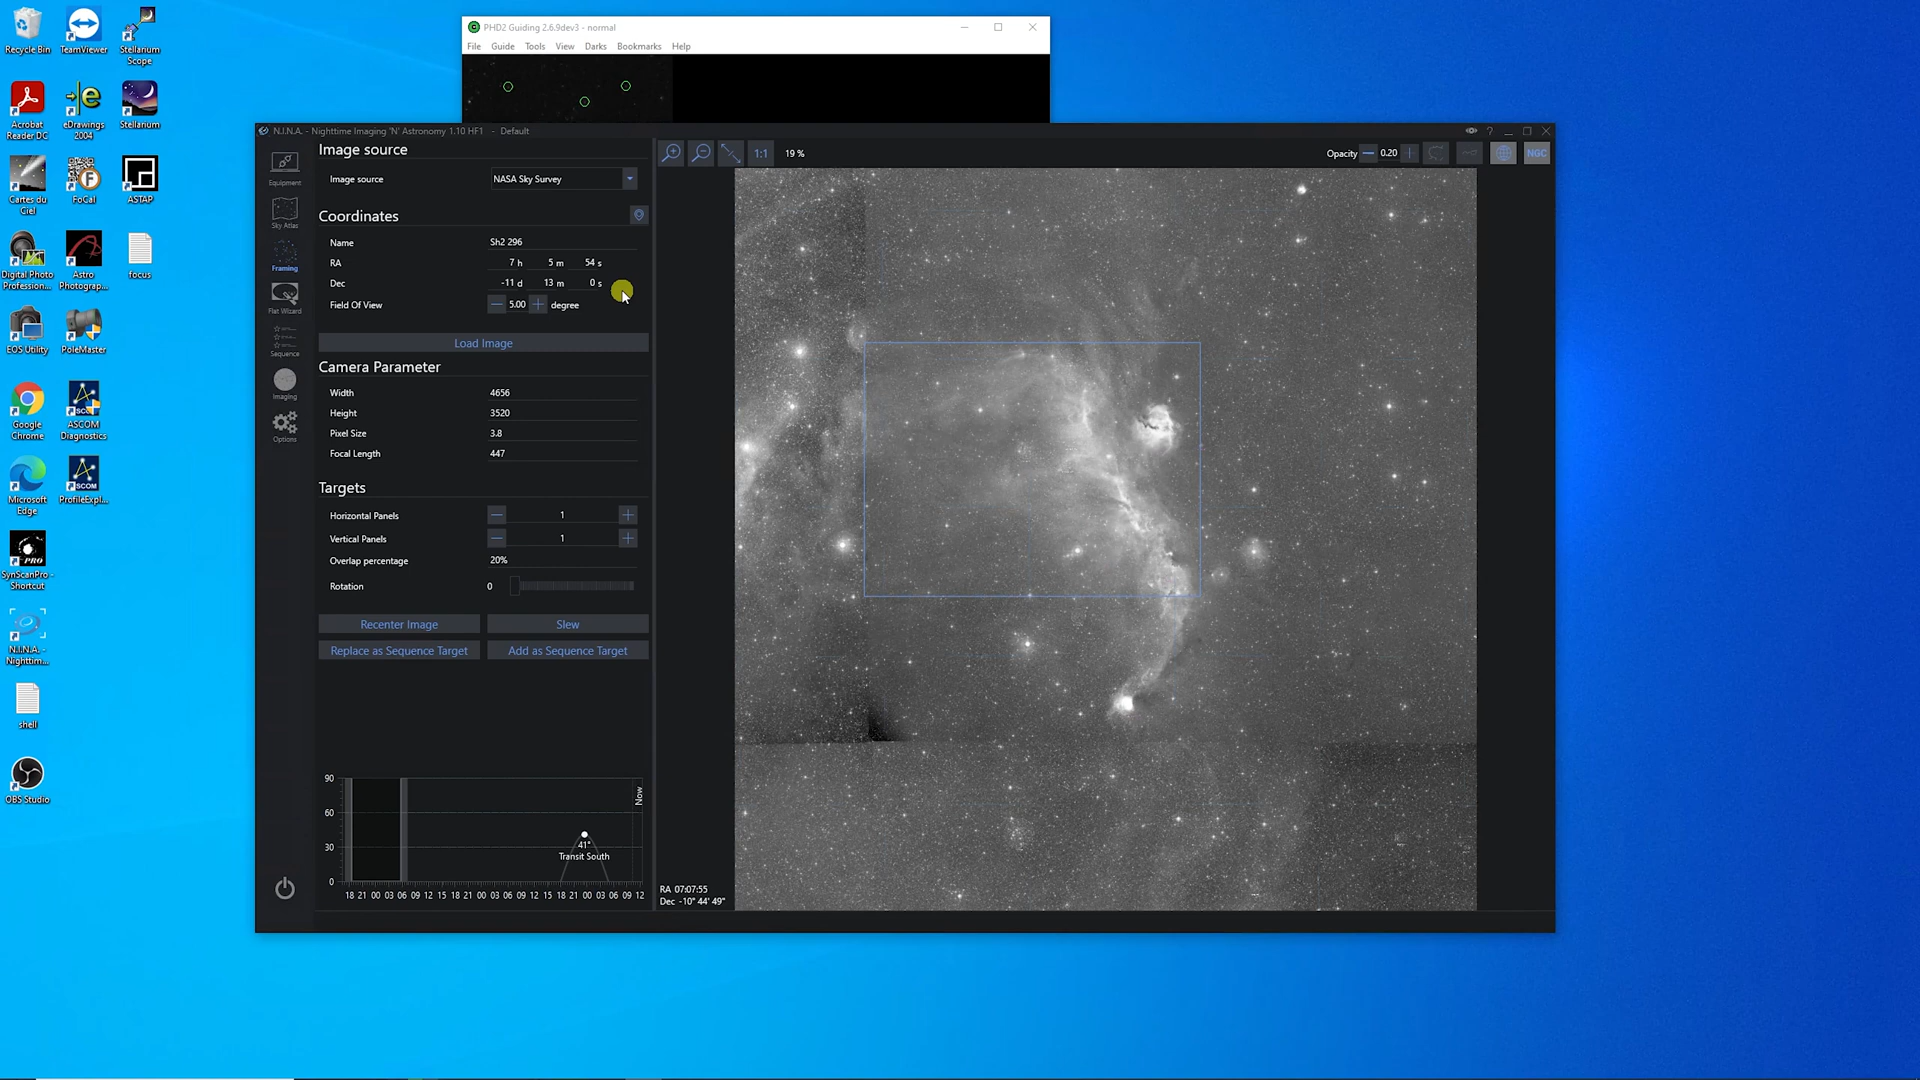 Recycle Bin
TeamViewer
Stellarium
Scope
Acrobat
Reader DC
eDrawings
2004
Stellarium
Cartes du
Ciel
FoCal
ASTAP
Digital Photo
Profession...
Astro
Photograp...
focus
EOS Utility
PoleMaster
Google
Chrome
ASCOM
Diagnostics
Microsoft
Edge
ProfileExpl...
SynScanPro -
Shortcut
N.I.N.A. -
Nighttim...
shell
OBS Studio
PHD2 Guiding 2.6.9dev3 - normal
File Guide Tools View Darks Bookmarks Help
N.I.N.A. - Nighttime Imaging 'N' Astronomy 1.10 HF1 - Default
Equipment
Sky Atlas
Framing
Flat Wizard
Sequence
Imaging
Options
Image source
Image source NASA Sky Survey
Coordinates
Name Sh2 296
RA 7 h 5 m 54 s
Dec -11 d 13 m 0 s
Field Of View 5.00 degree
Load Image
Camera Parameter
Width 4656
Height 3520
Pixel Size 3.8
Focal Length 447
Targets
Horizontal Panels 1
Vertical Panels 1
Overlap percentage 20%
Rotation 0
Recenter Image Slew
Replace as Sequence Target Add as Sequence Target
90
60
30
0
Now
41°
Transit South
18 21 00 03 06 09 12 15 18 21 00 03 06 09 12 15 18 21 00 03 06 09 12
1:1 19 % Opacity 0.20 NGC
RA 07:07:55
Dec -10° 44' 49"